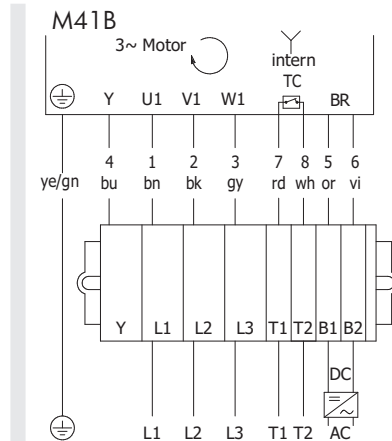 M41B
3~ Motor
intern
TC
Y U1 V1 W1 BR
4 1 2 3 7 8 5 6
ye/gn bu bn bk gy rd wh or vi
Y L1 L2 L3 T1 T2 B1 B2
DC
= ~
L1 L2 L3 T1 T2 AC